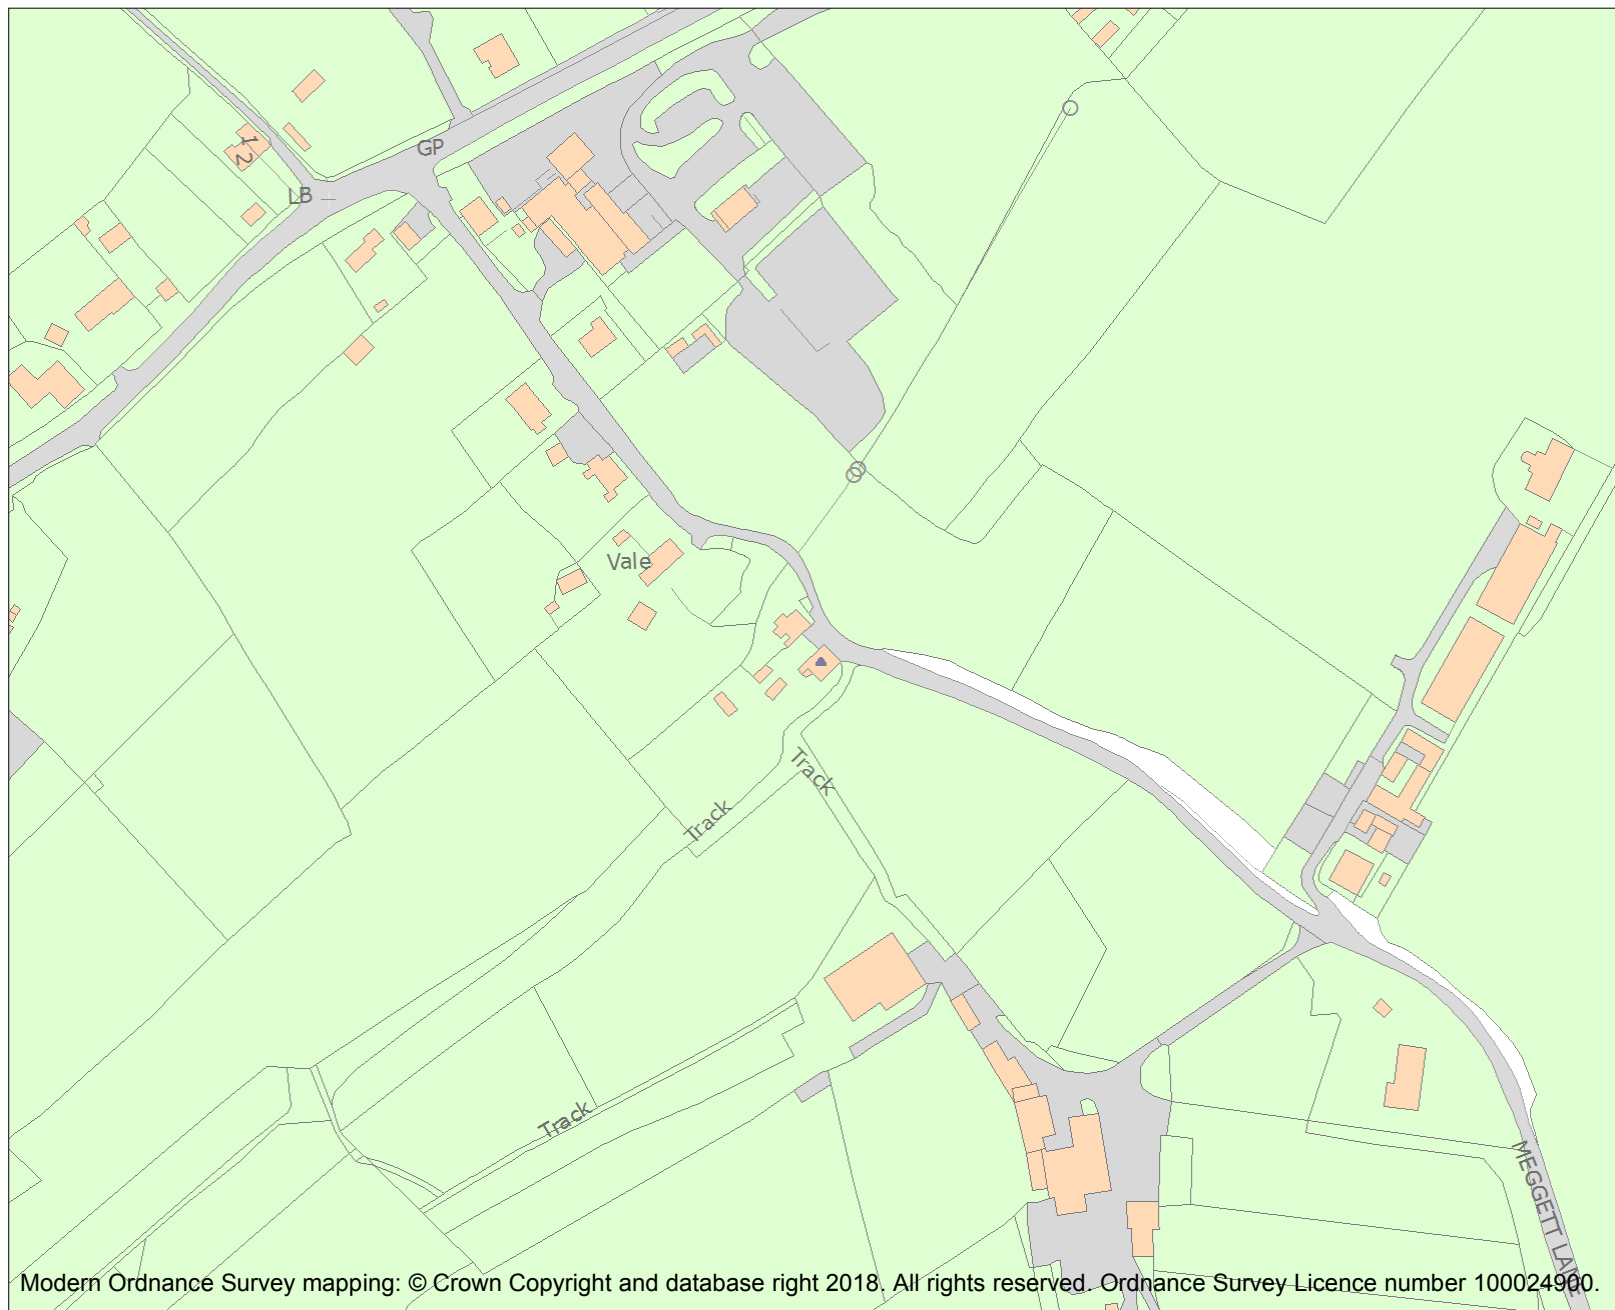 GP
1
2
LB
Vale
Track
Track
Track
MEGGETT LANE
Modern Ordnance Survey mapping: © Crown Copyright and database right 2018. All rights reserved. Ordnance Survey Licence number 100024900.